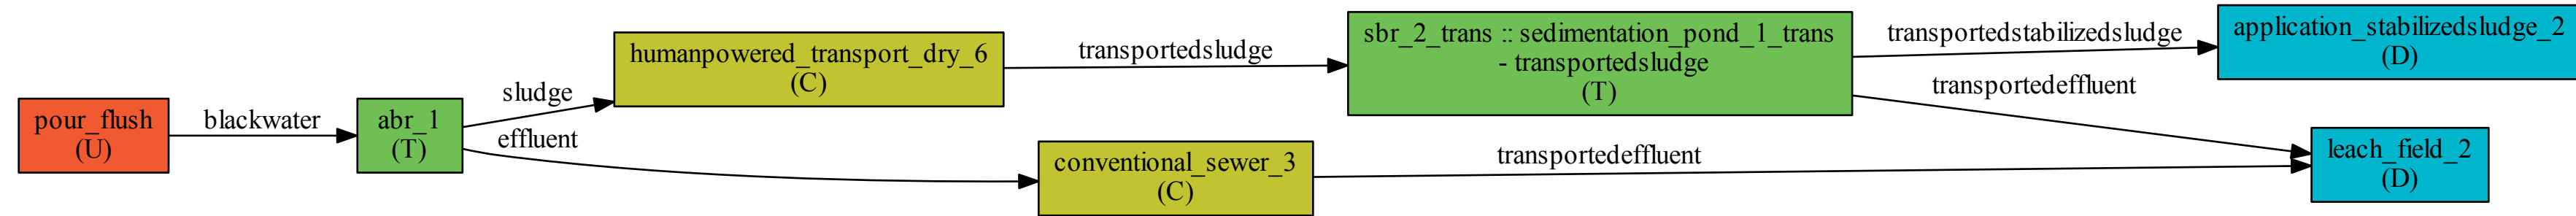 pour_flush
(U)
blackwater
abr_1
(T)
sludge
effluent
humanpowered_transport_dry_6
(C)
conventional_sewer_3
(C)
transportedsludge
transportedeffluent
sbr_2_trans :: sedimentation_pond_1_trans
- transportedsludge
(T)
transportedstabilizedsludge
transportedeffluent
application_stabilizedsludge_2
(D)
leach_field_2
(D)